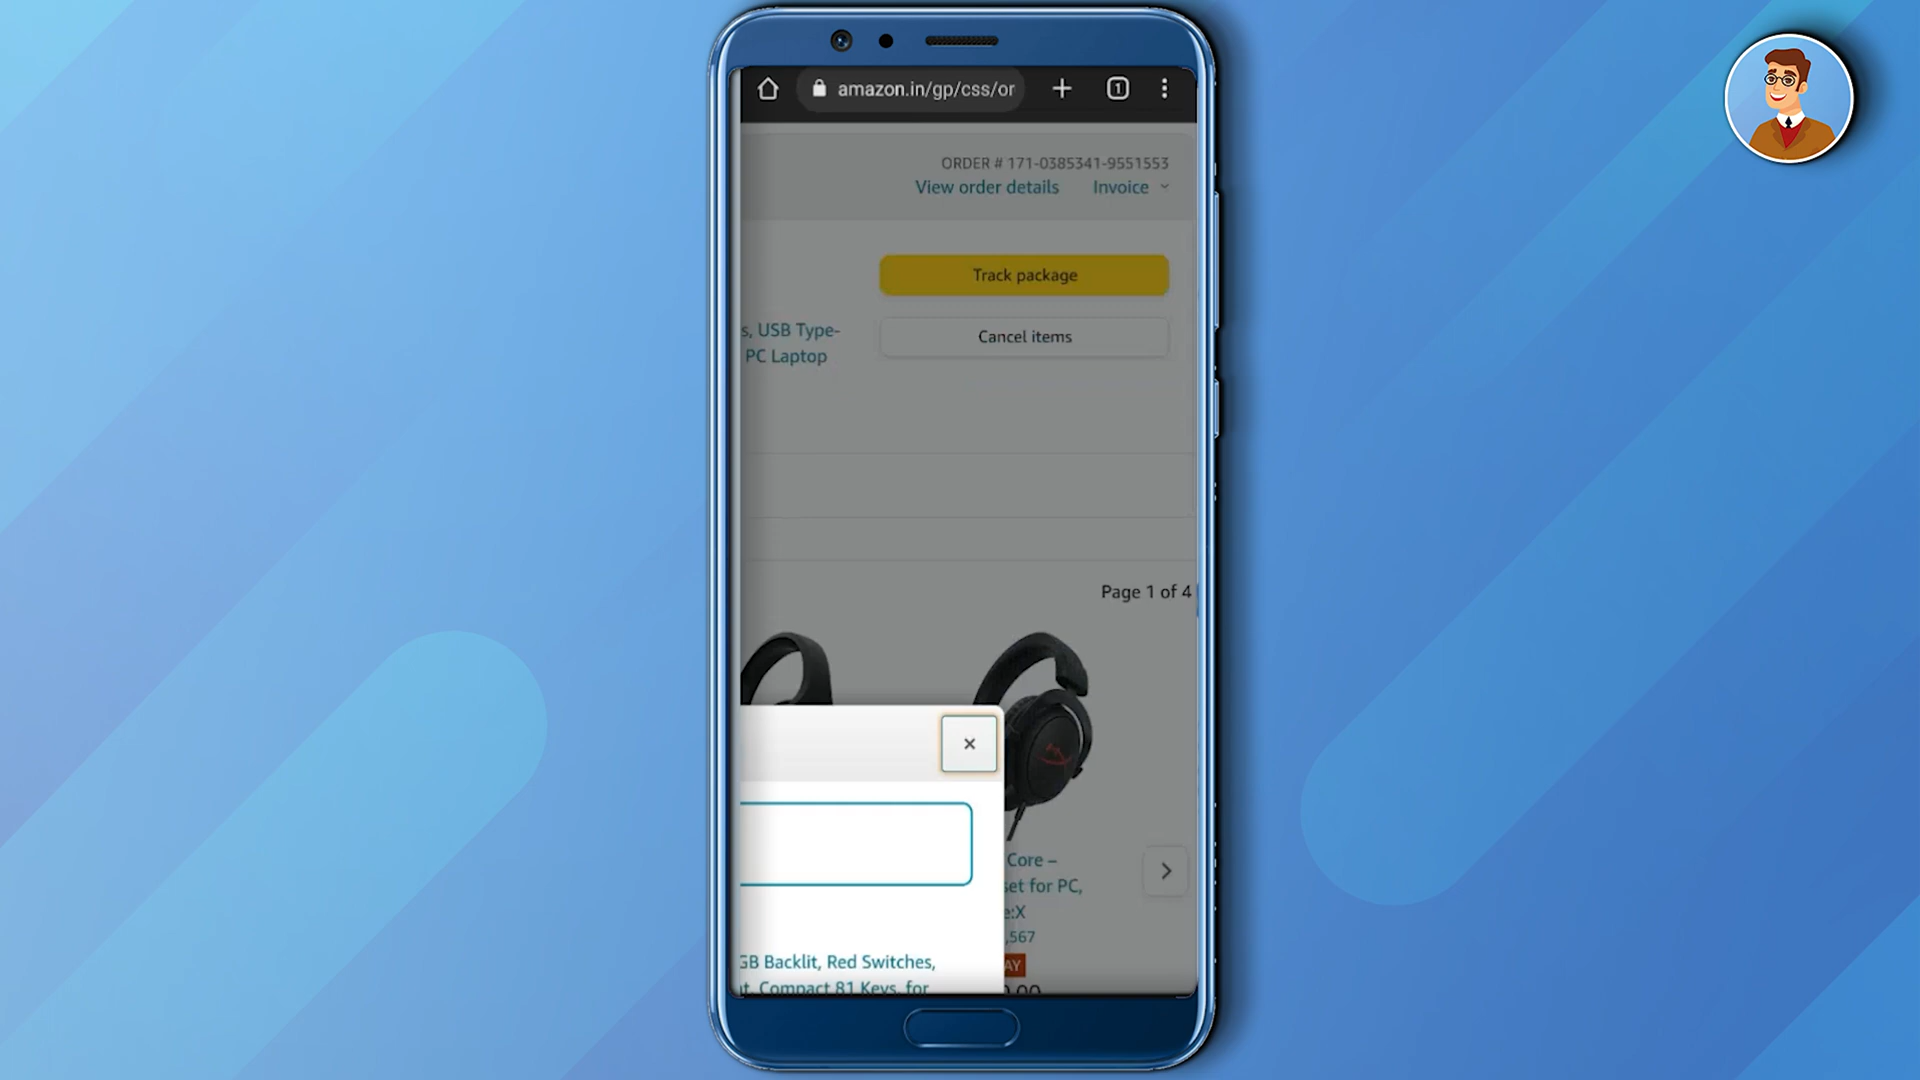 amazon.in/gp/css/or
1
ORDER # 171-0385341-9551553
View order details Invoice
Track package
s, USB Type-
Cancel items
PC Laptop
Page 1 of 4
Core –
set for PC,
e:X
,567
AY
GB Backlit, Red Switches,
Compact 81 Keys, for